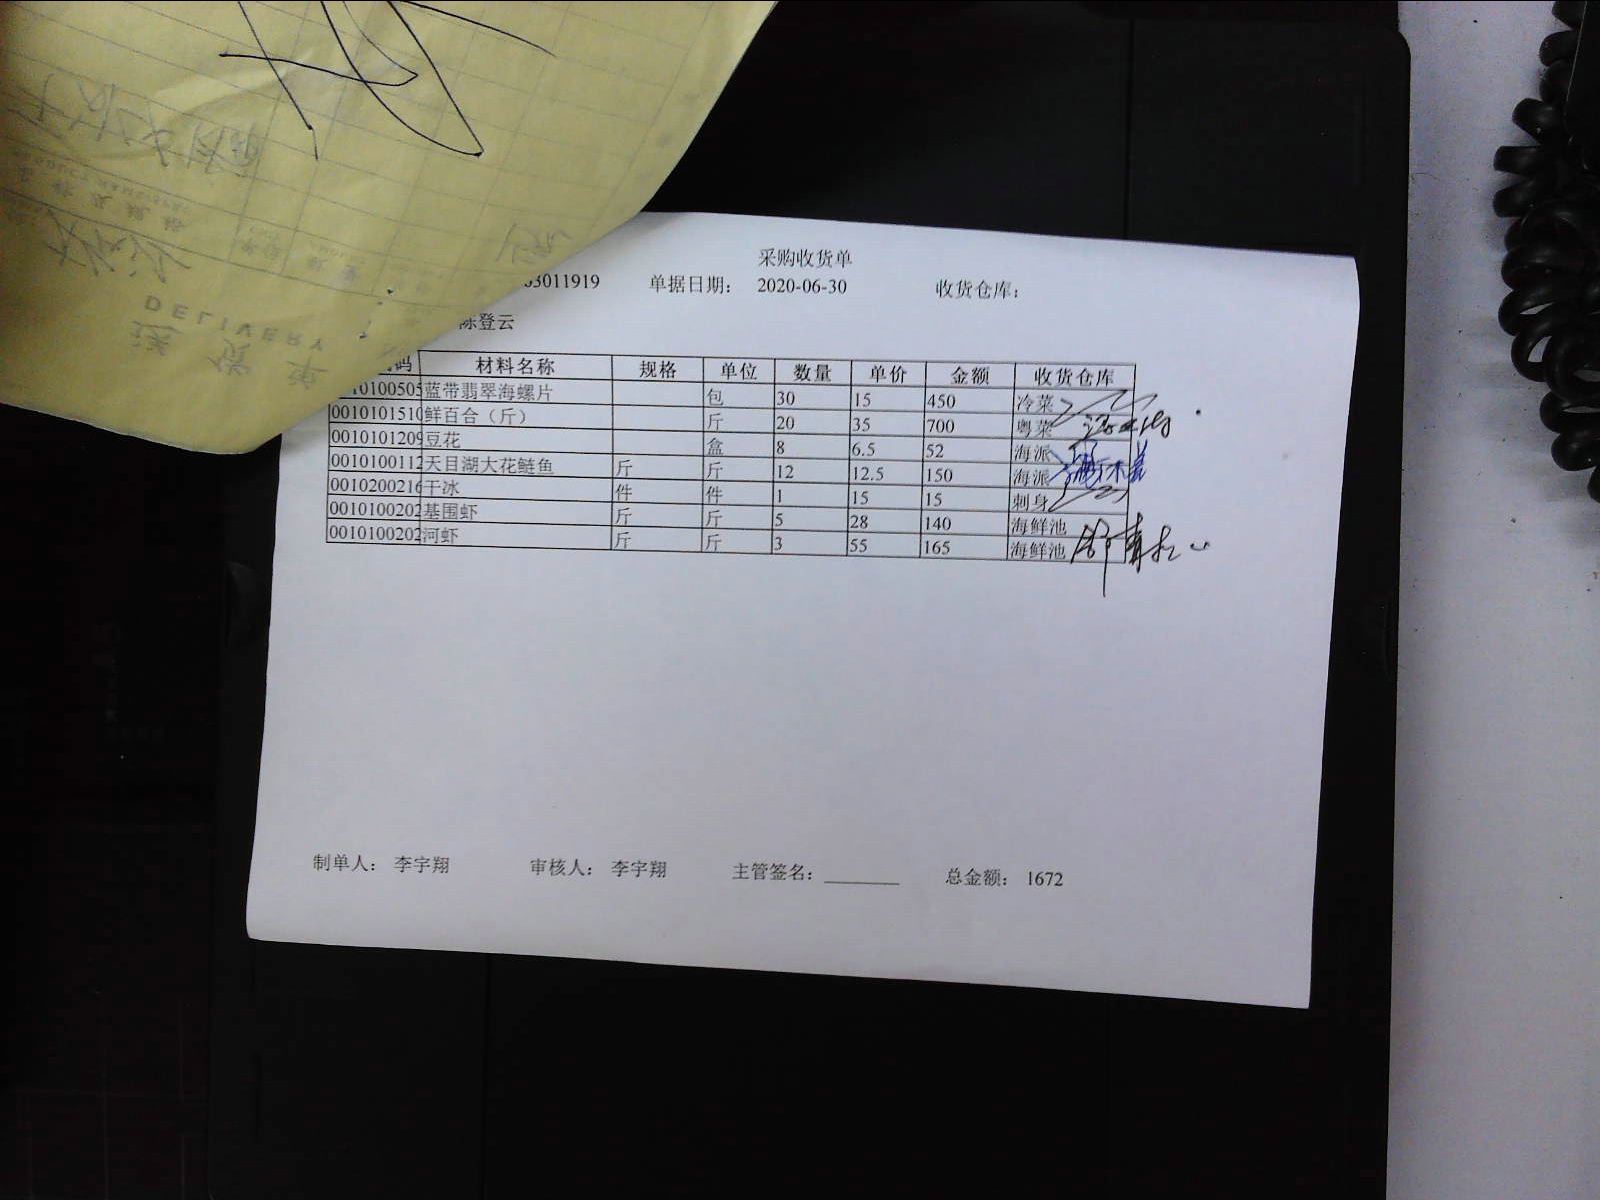 采购收货单
03011919 单据日期： 2020-06-30 收货仓库：
陈登云
码 材料名称 规格 单位 数量 单价 金额 收货仓库
10100505 蓝带翡翠海螺片 包 30 15 450 冷菜
0010101510 鲜百合（斤） 斤 20 35 700 粤菜
0010101209 豆花 盒 8 6.5 52 海派
0010100112 天目湖大花鲢鱼 斤 斤 12 12.5 150 海派
0010200216 干冰 件 件 1 15 15 刺身
0010100202 基围虾 斤 斤 5 28 140 海鲜池
0010100202 河虾 斤 斤 3 55 165 海鲜池
制单人： 李宇翔 审核人： 李宇翔 主管签名：________ 总金额： 1672
DELIVERY
送货单